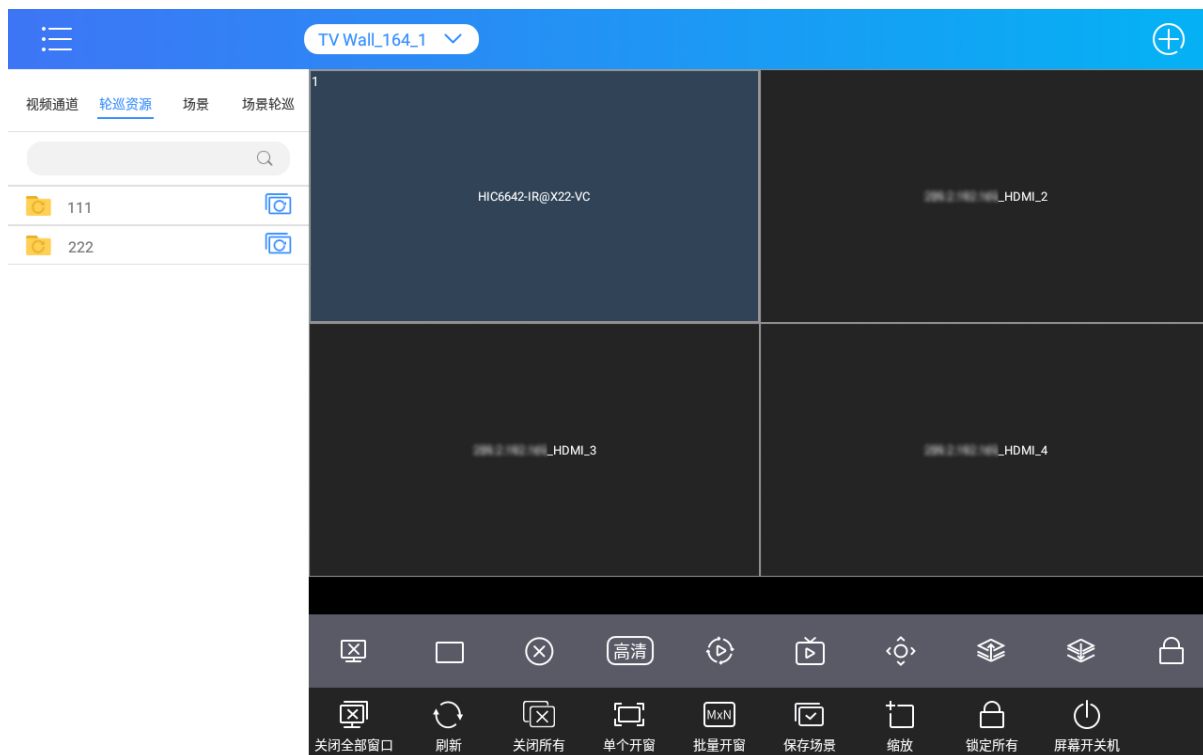 TV Wall_164_1
视频通道 轮巡资源 场景 场景轮巡
111
222
1
HIC6642-IR@X22-VC
_HDMI_2
_HDMI_3
_HDMI_4
高清
MxN
关闭全部窗口 刷新 关闭所有 单个开窗 批量开窗 保存场景 缩放 锁定所有 屏幕开关机